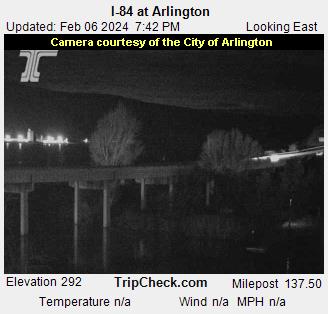 I-84 at Arlington
Updated: Feb 06 2024 7:42 PM Looking East
Camera courtesy of the City of Arlington
Elevation 292 TripCheck.com Milepost 137.50
Temperature n/a Wind n/a MPH n/a